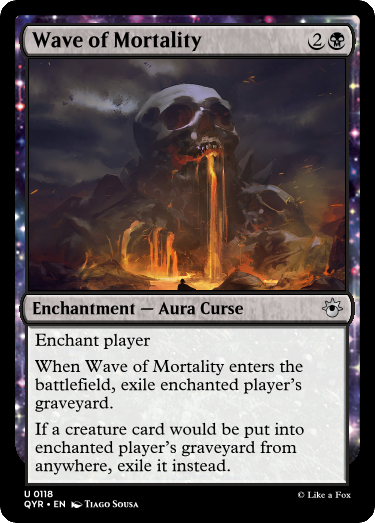 Wave of Mortality 2
Enchantment — Aura Curse
Enchant player
When Wave of Mortality enters the
battlefield, exile enchanted player's
graveyard.
If a creature card would be put into
enchanted player's graveyard from
anywhere, exile it instead.
U 0118
QYR • EN Tiago Sousa
© Like a Fox